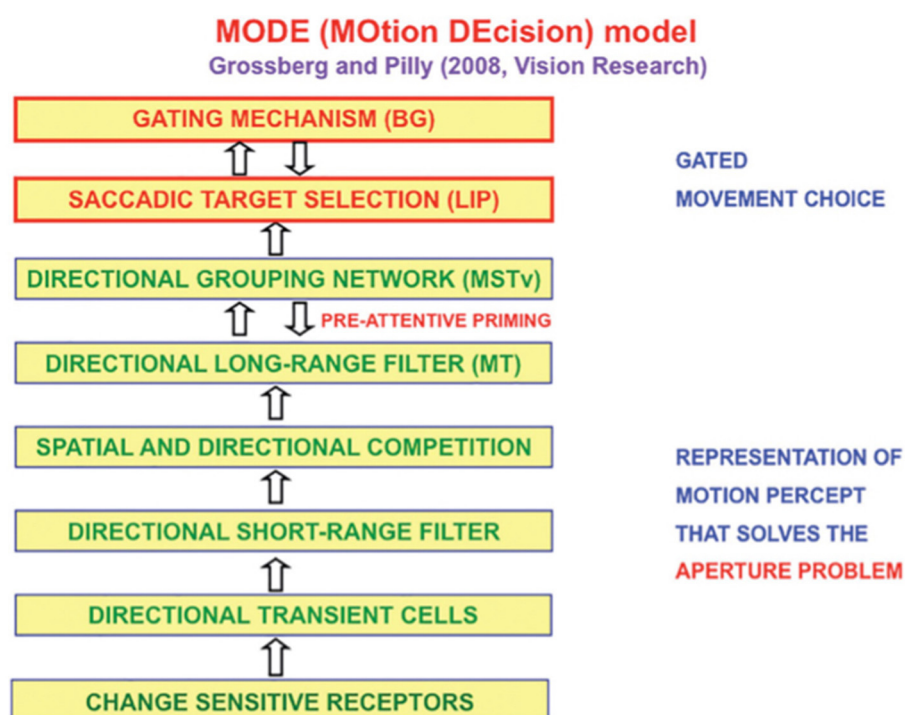 MODE (MOtion DEcision) model
Grossberg and Pilly (2008, Vision Research)
GATING MECHANISM (BG)
SACCADIC TARGET SELECTION (LIP)
GATED
MOVEMENT CHOICE
DIRECTIONAL GROUPING NETWORK (MSTv)
PRE-ATTENTIVE PRIMING
DIRECTIONAL LONG-RANGE FILTER (MT)
SPATIAL AND DIRECTIONAL COMPETITION
DIRECTIONAL SHORT-RANGE FILTER
DIRECTIONAL TRANSIENT CELLS
CHANGE SENSITIVE RECEPTORS
REPRESENTATION OF
MOTION PERCEPT
THAT SOLVES THE
APERTURE PROBLEM